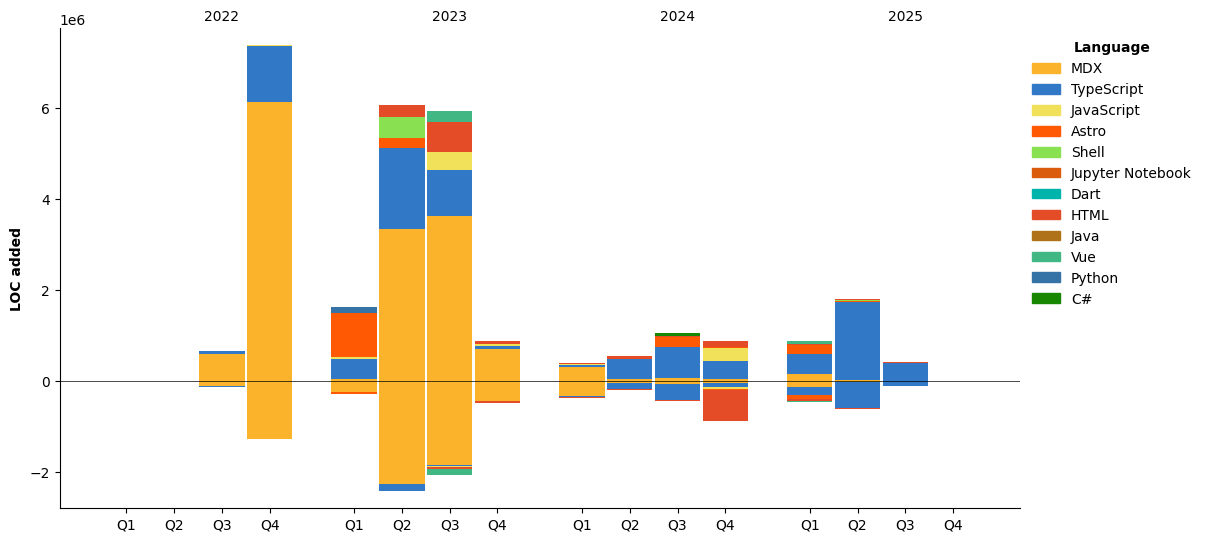 2022 2023 2024 2025
1e6
Language
MDX
TypeScript
JavaScript
Astro
Shell
Jupyter Notebook
Dart
HTML
Java
Vue
Python
C#
LOC added
6
4
2
0
−2
Q1 Q2 Q3 Q4 Q1 Q2 Q3 Q4 Q1 Q2 Q3 Q4 Q1 Q2 Q3 Q4